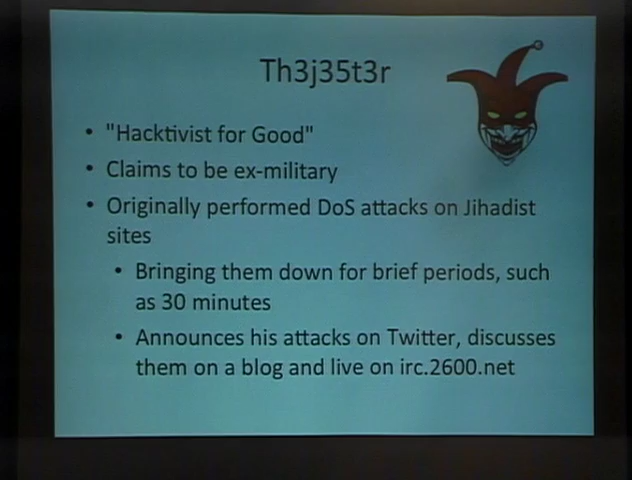 Th3j35t3r
• "Hacktivist for Good"
• Claims to be ex-military
• Originally performed DoS attacks on Jihadist
sites
• Bringing them down for brief periods, such
as 30 minutes
• Announces his attacks on Twitter, discusses
them on a blog and live on irc.2600.net